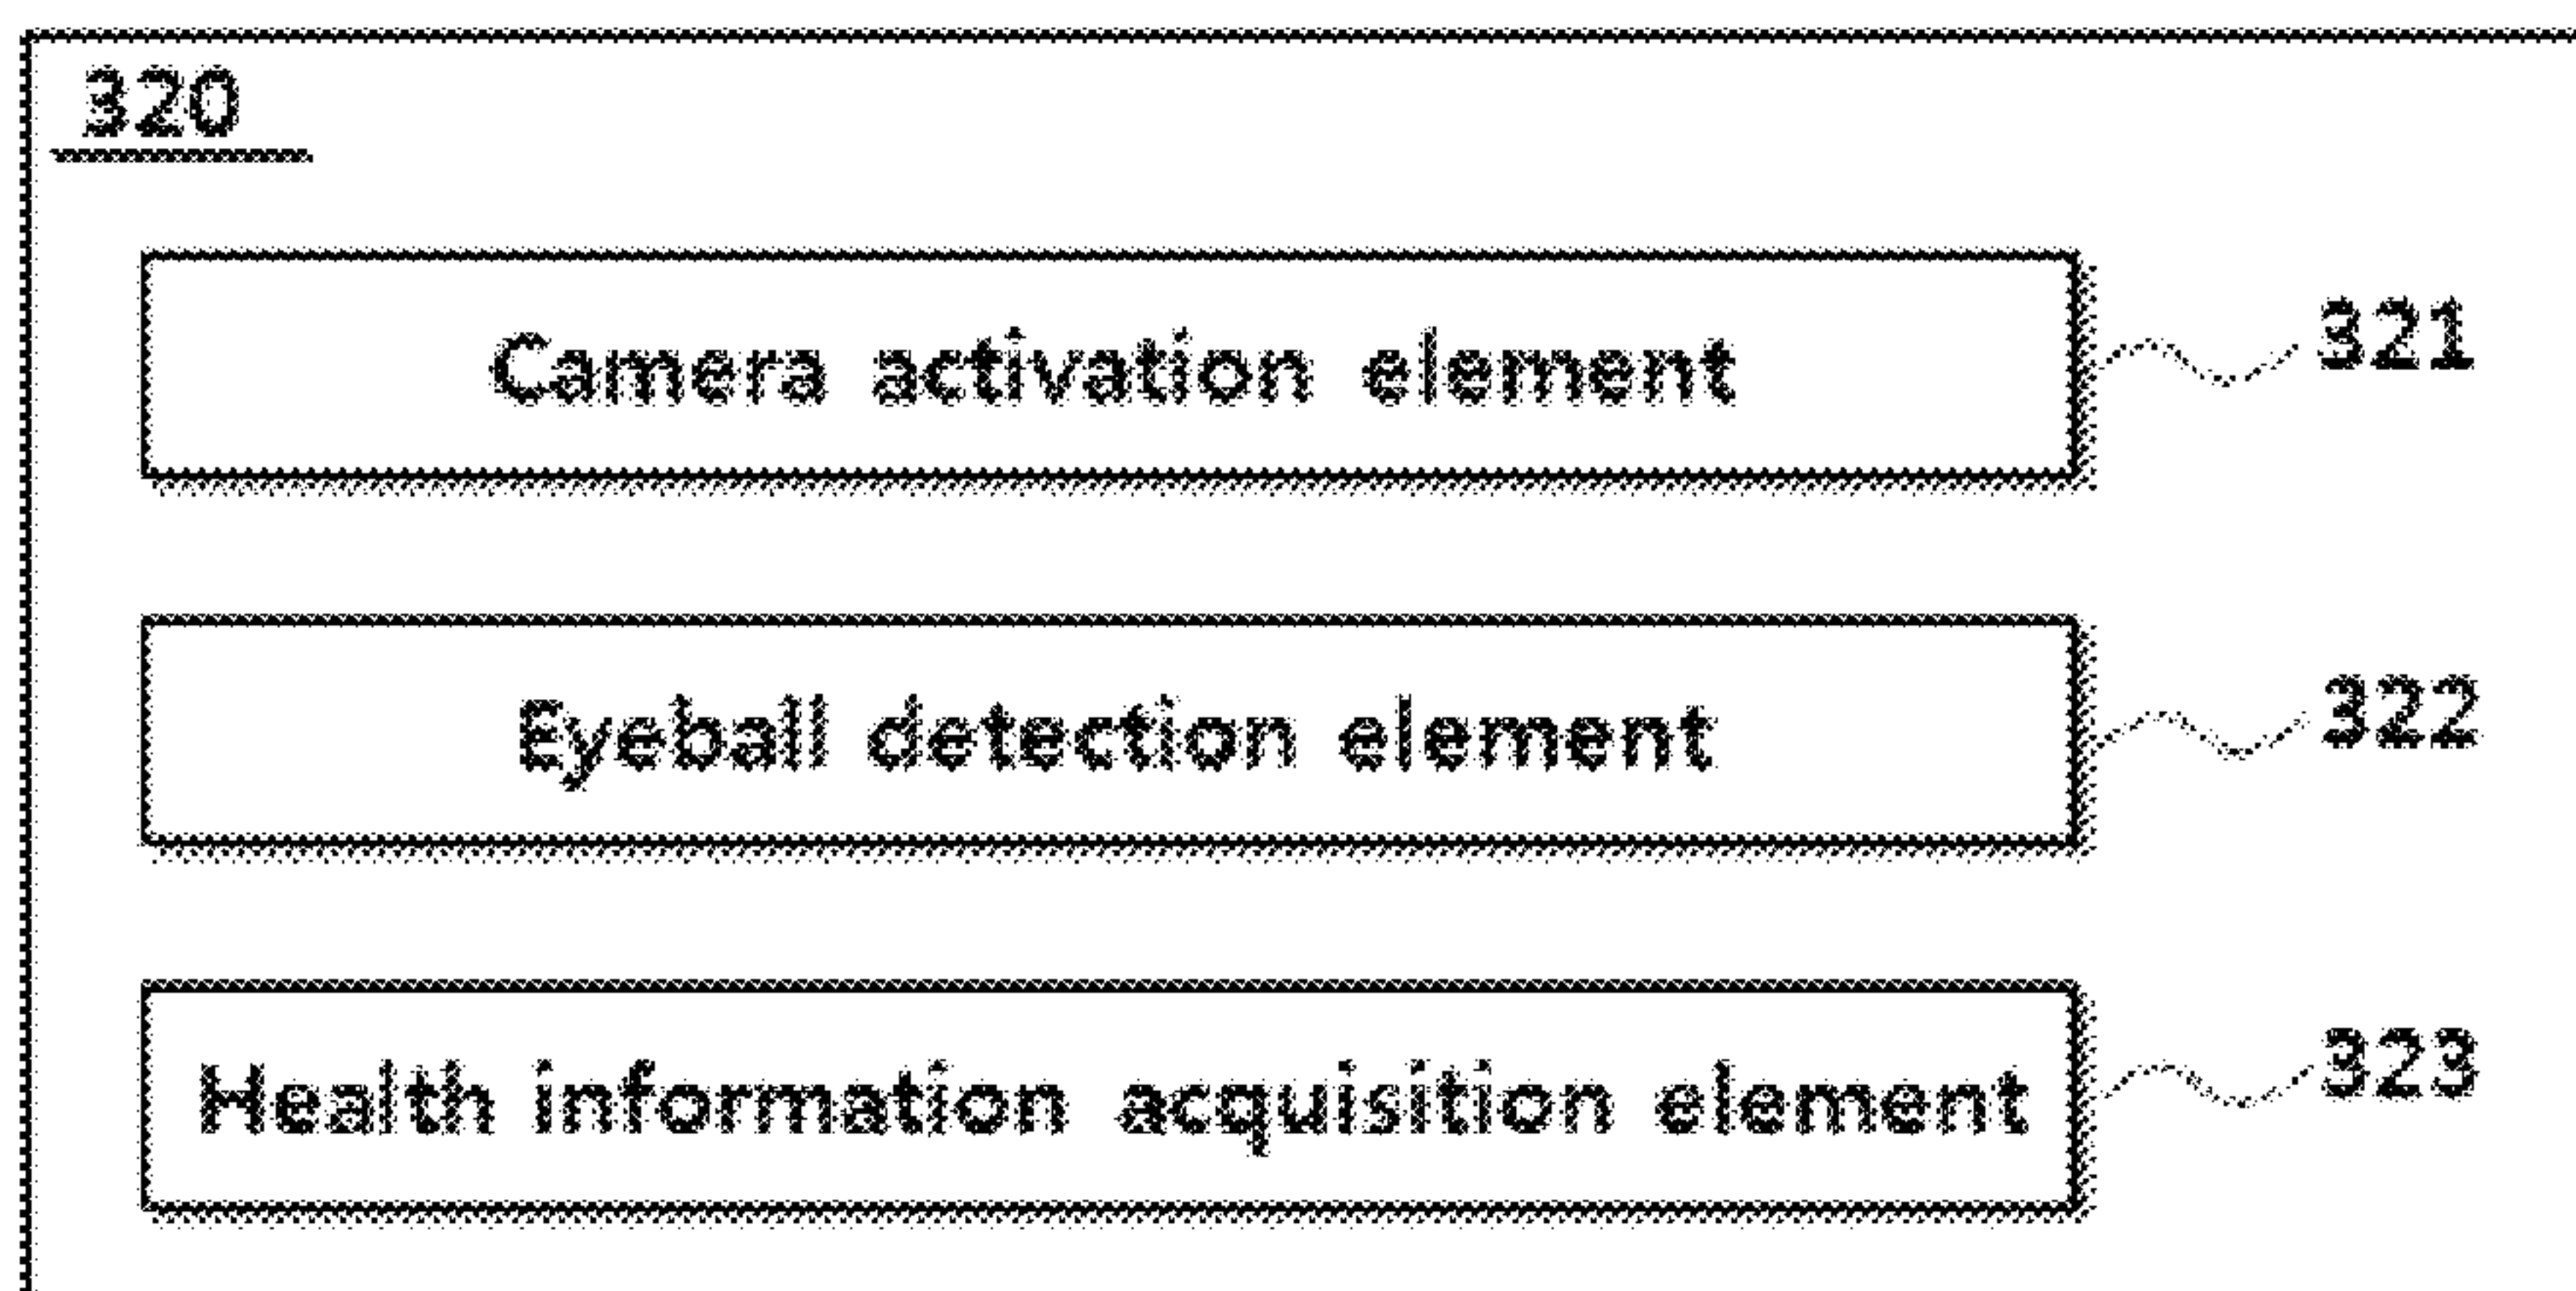 320
Camera activation element
321
Eyeball detection element
322
Health information acquisition element
323